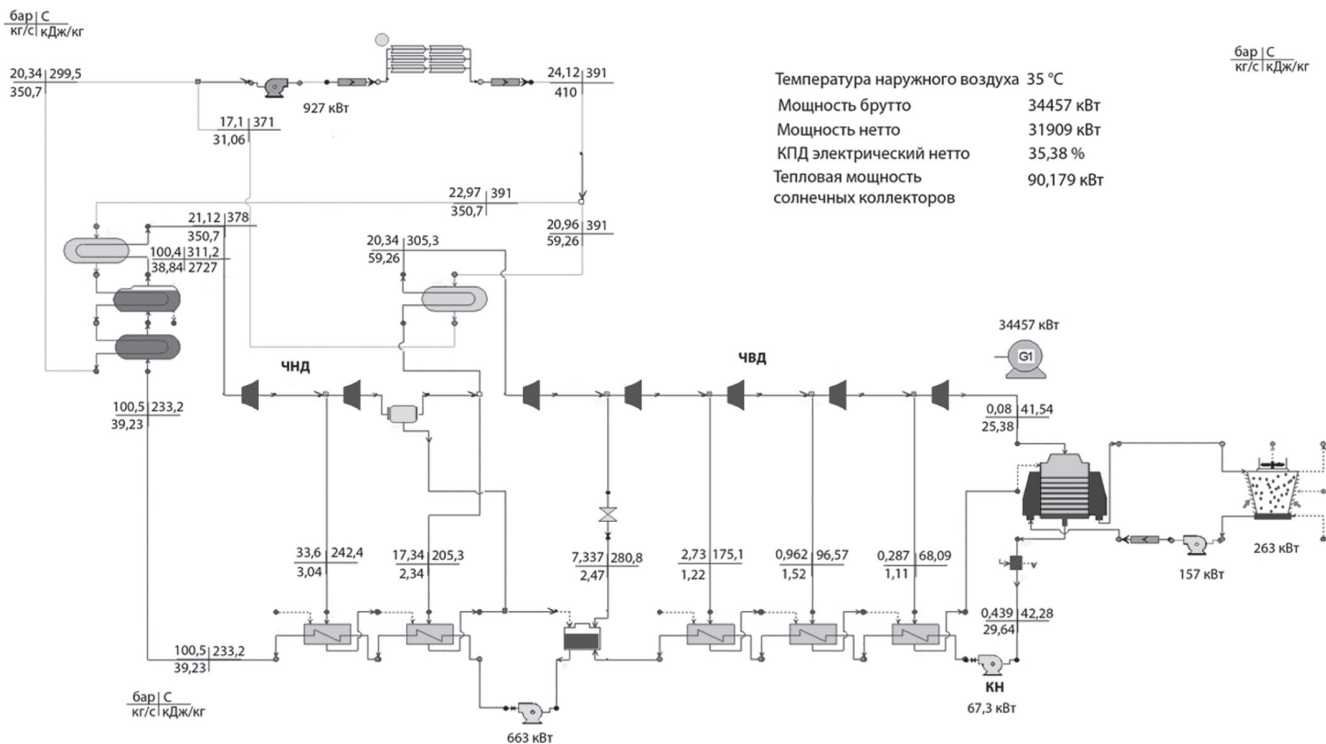 бар С
кг/с кДж/кг
бар С
кг/с кДж/кг
20,34 299,5
350,7
927 кВт
24,12 391
410
17,1 371
31,06
Температура наружного воздуха 35 °С
Мощность брутто 34457 кВт
Мощность нетто 31909 кВт
КПД электрический нетто 35,38 %
Тепловая мощность
солнечных коллекторов 90,179 кВт
22,97 391
350,7
20,96 391
59,26
21,12 378
350,7
100,4 311,2
38,84 2727
20,34 305,3
59,26
34457 кВт
G1
ЧНД
ЧВД
100,5 233,2
39,23
0,08 41,54
25,38
33,6 242,4
3,04
17,34 205,3
2,34
7,337 280,8
2,47
2,73 175,1
1,22
0,962 96,57
1,52
0,287 68,09
1,11
157 кВт
263 кВт
0,439 42,28
29,64
100,5 233,2
39,23
КН
67,3 кВт
663 кВт
бар С
кг/с кДж/кг